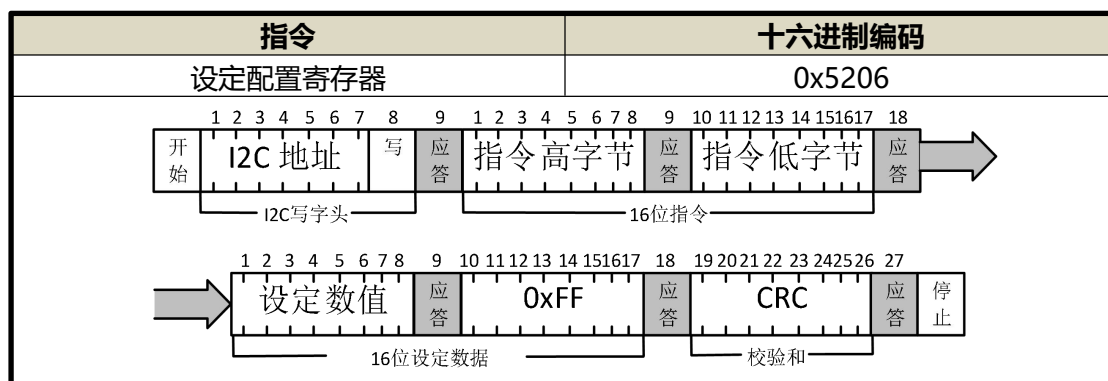 指令 十六进制编码
设定配置寄存器 0x5206
1 2 3 4 5 6 7 8 9 1 2 3 4 5 6 7 8 9 10 11 12 13 14 15 16 17 18
开始 I2C 地址 写 应答 指令高字节 应答 指令低字节 应答
I2C写字头 16位指令
1 2 3 4 5 6 7 8 9 10 11 12 13 14 15 16 17 18 19 20 21 22 23 24 25 26 27
设定数值 应答 0xFF 应答 CRC 应答 停止
16位设定数据 校验和